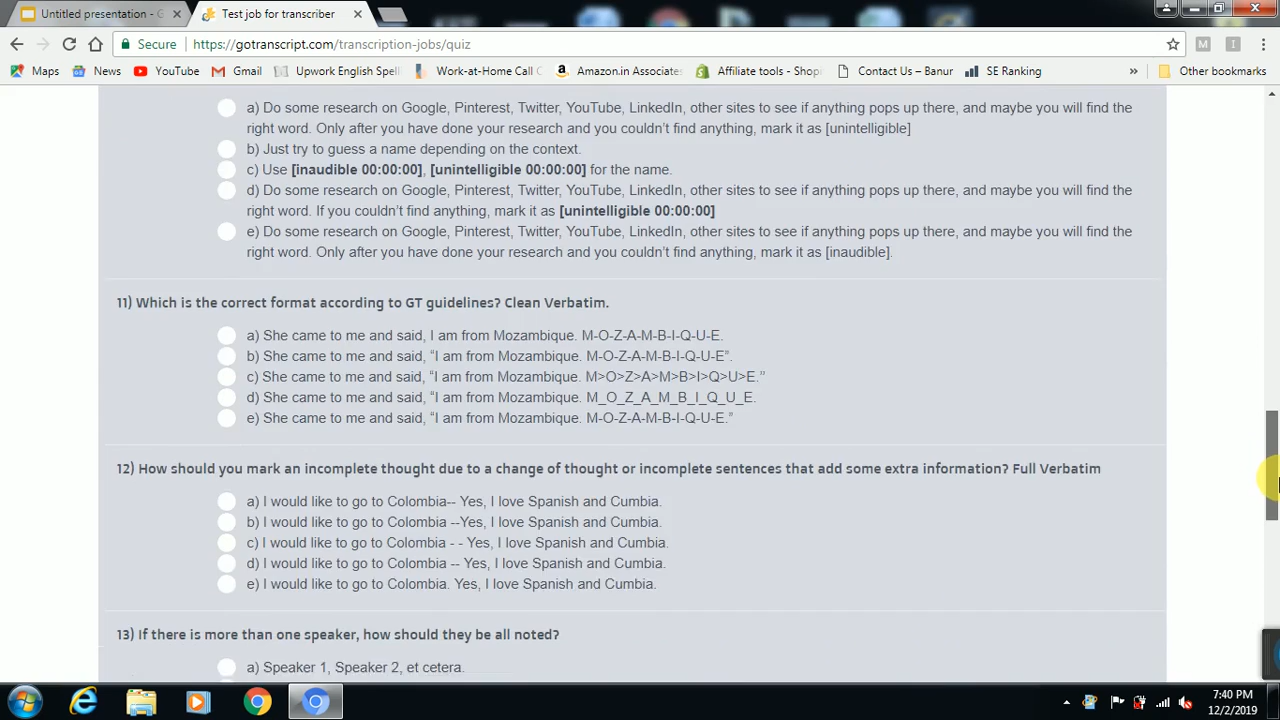 Untitled presentation - G
Test job for transcriber
Secure
https://gotranscript.com/transcription-jobs/quiz
Maps
News
YouTube
Gmail
Upwork English Spell
Work-at-Home Call C
Amazon.in Associate
Affiliate tools - Shop
Contact Us – Banur
SE Ranking
»
Other bookmarks
a) Do some research on Google, Pinterest, Twitter, YouTube, LinkedIn, other sites to see if anything pops up there, and maybe you will find the
right word. Only after you have done your research and you couldn’t find anything, mark it as [unintelligible]
b) Just try to guess a name depending on the context.
c) Use [inaudible 00:00:00], [unintelligible 00:00:00] for the name.
d) Do some research on Google, Pinterest, Twitter, YouTube, LinkedIn, other sites to see if anything pops up there, and maybe you will find the
right word. If you couldn’t find anything, mark it as [unintelligible 00:00:00]
e) Do some research on Google, Pinterest, Twitter, YouTube, LinkedIn, other sites to see if anything pops up there, and maybe you will find the
right word. Only after you have done your research and you couldn’t find anything, mark it as [inaudible].
11) Which is the correct format according to GT guidelines? Clean Verbatim.
a) She came to me and said, I am from Mozambique. M-O-Z-A-M-B-I-Q-U-E.
b) She came to me and said, “I am from Mozambique. M-O-Z-A-M-B-I-Q-U-E”.
c) She came to me and said, “I am from Mozambique. M>O>Z>A>M>B>I>Q>U>E.”
d) She came to me and said, “I am from Mozambique. M_O_Z_A_M_B_I_Q_U_E.
e) She came to me and said, “I am from Mozambique. M-O-Z-A-M-B-I-Q-U-E.”
12) How should you mark an incomplete thought due to a change of thought or incomplete sentences that add some extra information? Full Verbatim
a) I would like to go to Colombia-- Yes, I love Spanish and Cumbia.
b) I would like to go to Colombia --Yes, I love Spanish and Cumbia.
c) I would like to go to Colombia - - Yes, I love Spanish and Cumbia.
d) I would like to go to Colombia -- Yes, I love Spanish and Cumbia.
e) I would like to go to Colombia. Yes, I love Spanish and Cumbia.
13) If there is more than one speaker, how should they be all noted?
a) Speaker 1, Speaker 2, et cetera.
7:40 PM
12/2/2019